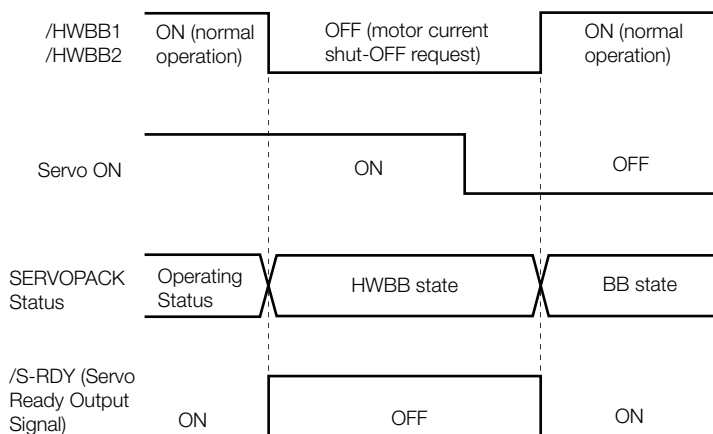 /HWBB1
/HWBB2
ON (normal
operation)
OFF (motor current
shut-OFF request)
ON (normal
operation)
Servo ON
ON
OFF
SERVOPACK
Status
Operating
Status
HWBB state
BB state
/S-RDY (Servo
Ready Output
Signal)
ON
OFF
ON